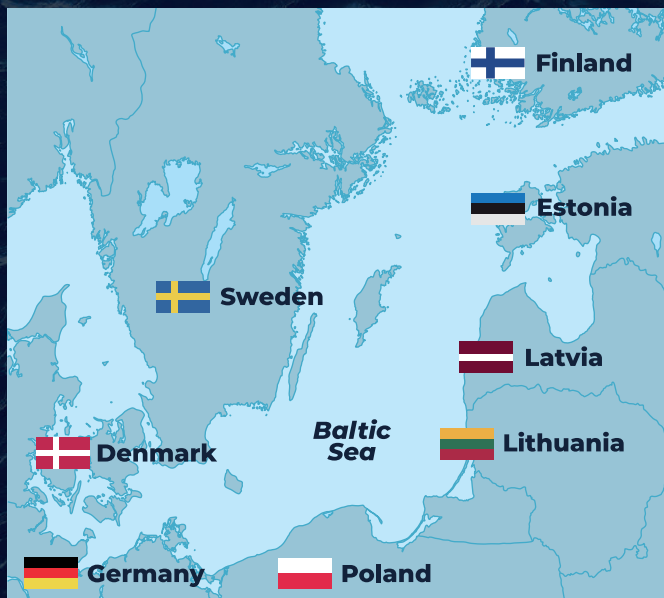 Finland
Estonia
Sweden
Latvia
Baltic
Sea
Lithuania
Denmark
Germany
Poland